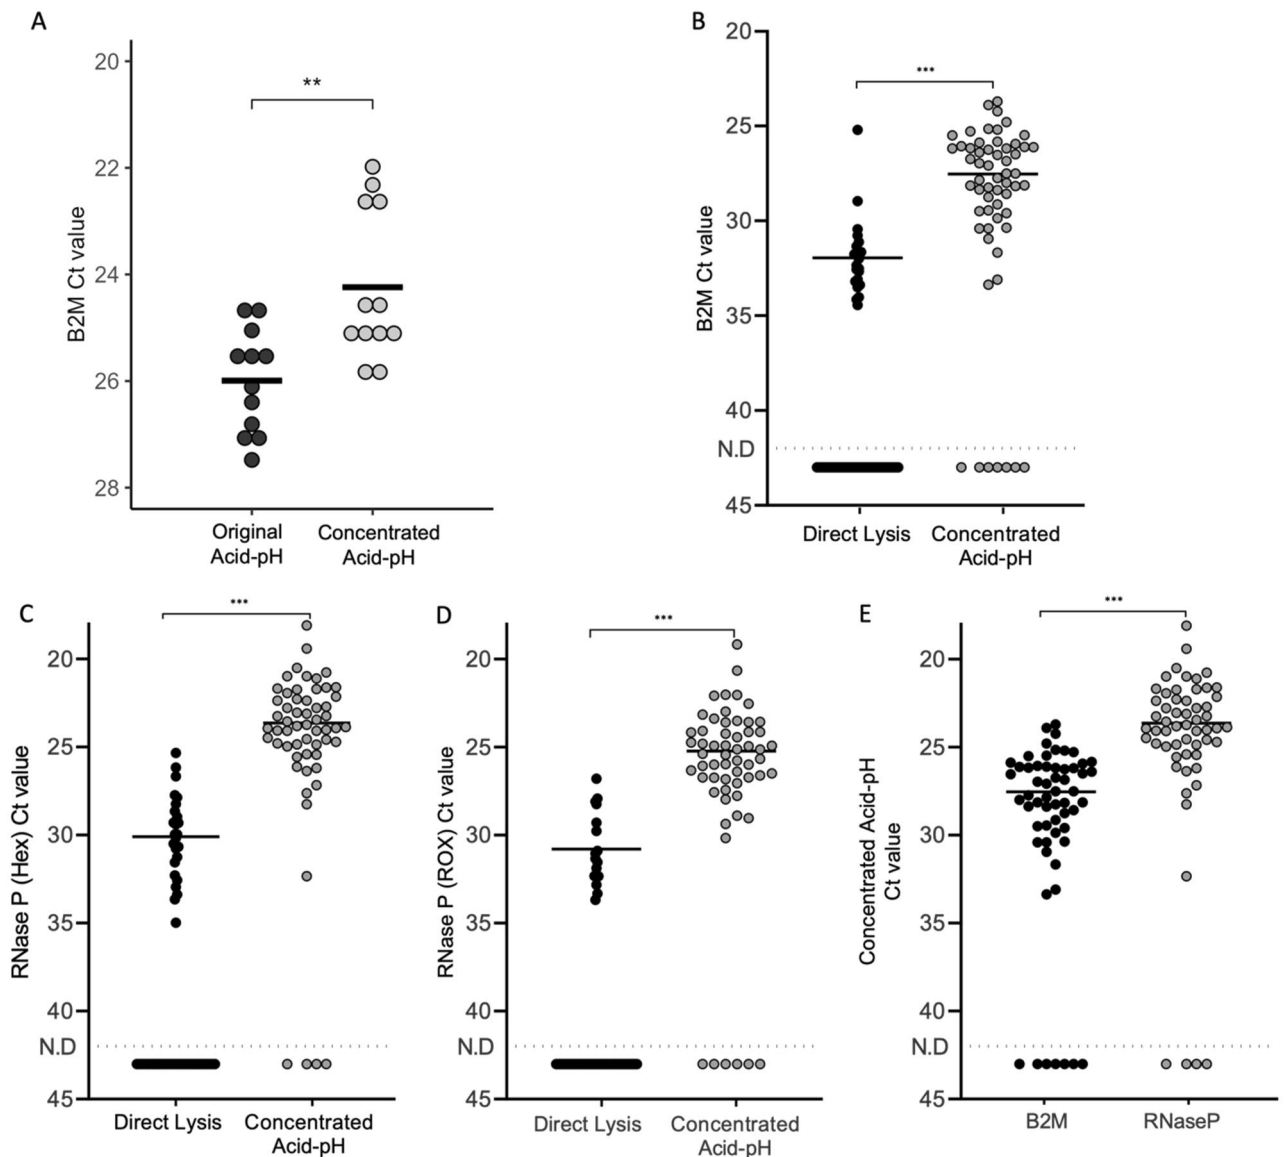 A
B2M Ct value
20
22
24
26
28
**
Original
Acid-pH
Concentrated
Acid-pH
B
B2M Ct value
20
25
30
35
40
N.D
45
***
Direct Lysis
Concentrated
Acid-pH
C
RNase P (Hex) Ct value
20
25
30
35
40
N.D
45
***
Direct Lysis
Concentrated
Acid-pH
D
RNase P (ROX) Ct value
20
25
30
35
40
N.D
45
***
Direct Lysis
Concentrated
Acid-pH
E
Concentrated Acid-pH
Ct value
20
25
30
35
40
N.D
45
***
B2M
RNaseP